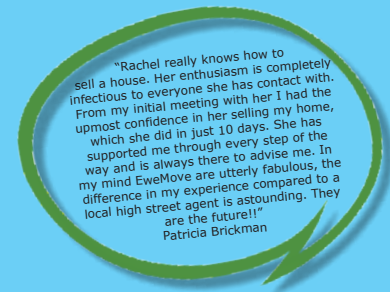 “Rachel really knows how to
sell a house. Her enthusiasm is completely
infectious to everyone she has contact with.
From my initial meeting with her I had the
upmost confidence in her selling my home,
which she did in just 10 days. She has
supported me through every step of the
way and is always there to advise me. In
my mind EweMove are utterly fabulous, the
difference in my experience compared to a
local high street agent is astounding. They
are the future!!”
Patricia Brickman